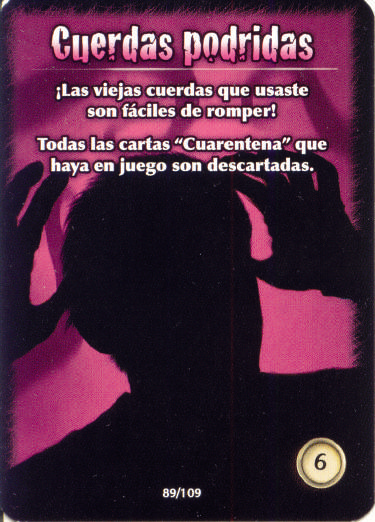 Cuerdas podridas
¡Las viejas cuerdas que usaste
son fáciles de romper!
Todas las cartas “Cuarentena” que
haya en juego son descartadas.
6
89/109